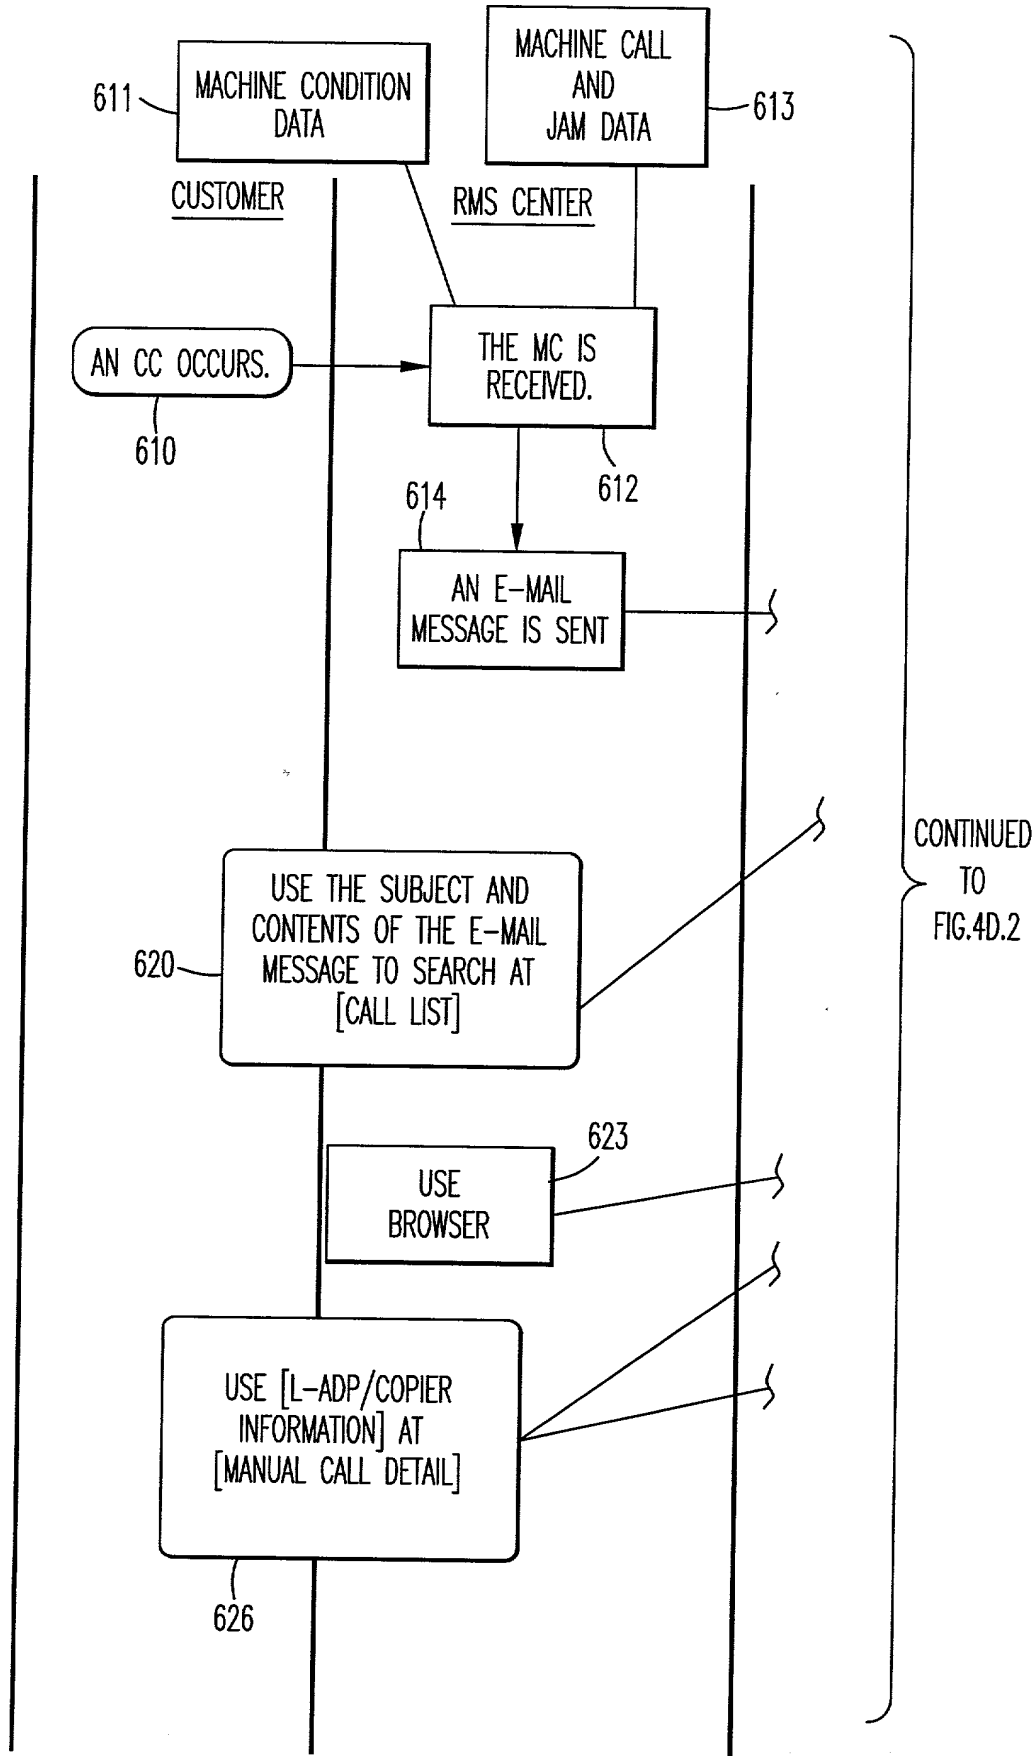 MACHINE CONDITION
DATA
611
MACHINE CALL
AND
JAM DATA
613
CUSTOMER
RMS CENTER
AN CC OCCURS.
610
THE MC IS
RECEIVED.
612
614
AN E-MAIL
MESSAGE IS SENT
USE THE SUBJECT AND
CONTENTS OF THE E-MAIL
MESSAGE TO SEARCH AT
[CALL LIST]
620
CONTINUED
TO
FIG.4D.2
623
USE
BROWSER
USE [L-ADP/COPIER
INFORMATION] AT
[MANUAL CALL DETAIL]
626